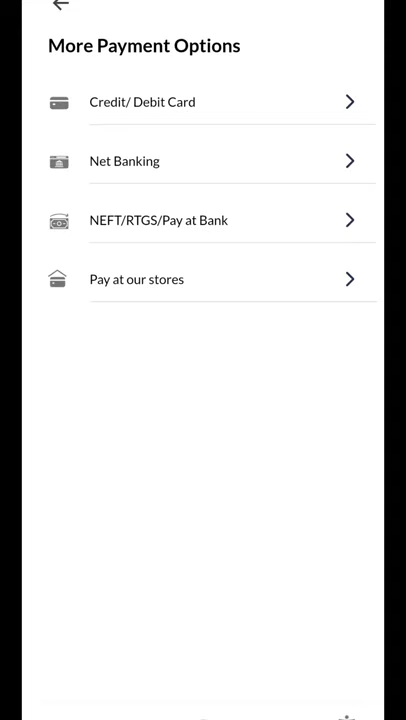 More Payment Options
Credit/ Debit Card
Net Banking
NEFT/RTGS/Pay at Bank
Pay at our stores